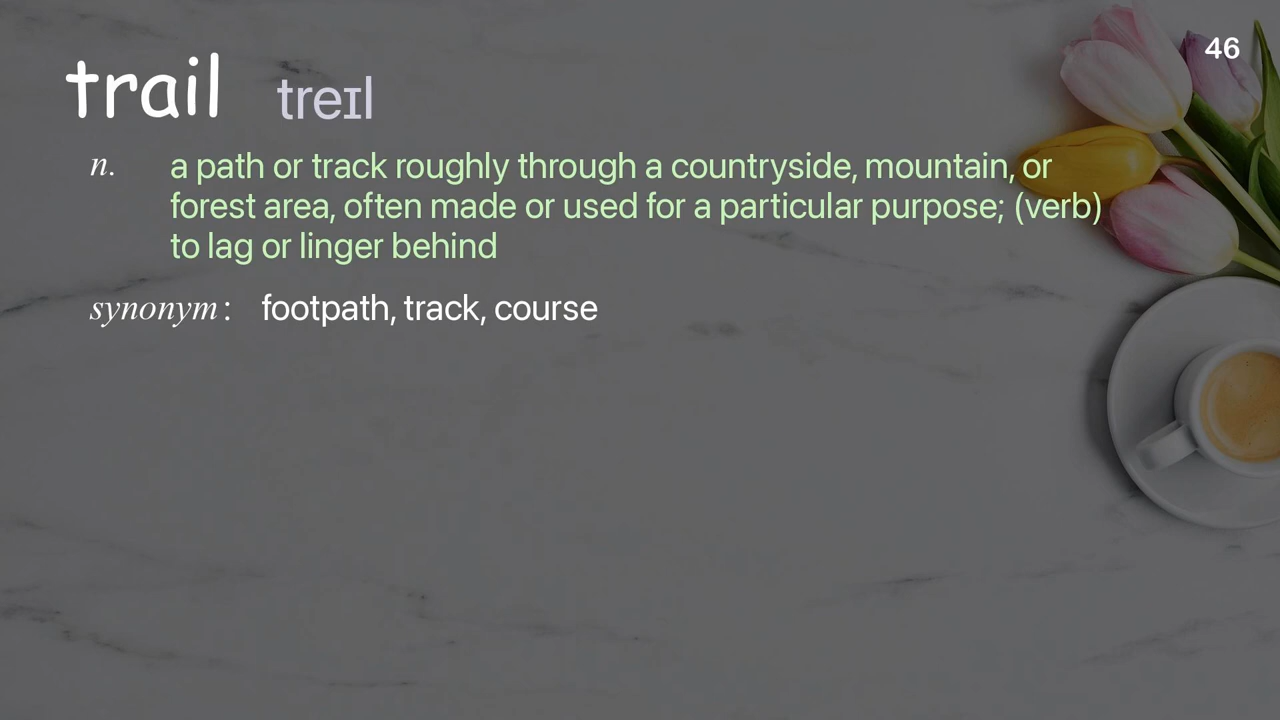 46
trail treɪl
n. a path or track roughly through a countryside, mountain, or
forest area, often made or used for a particular purpose; (verb)
to lag or linger behind
synonym: footpath, track, course